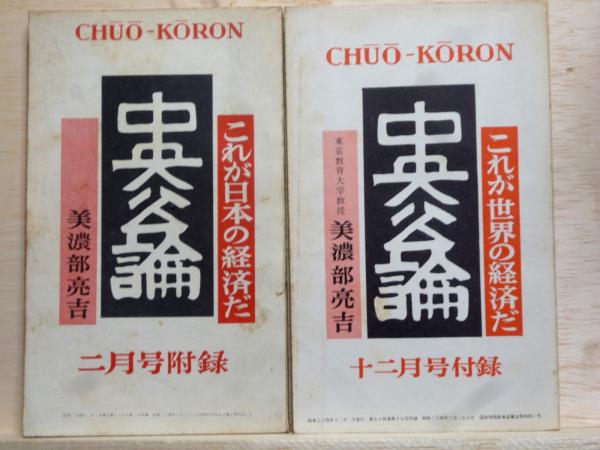 CHŪŌ-KŌRON
中央公論
これが日本の経済だ
美濃部亮吉
二月号附録
CHŪŌ-KŌRON
中央公論
これが世界の経済だ
東京教育大学教授 美濃部亮吉
十二月号付録